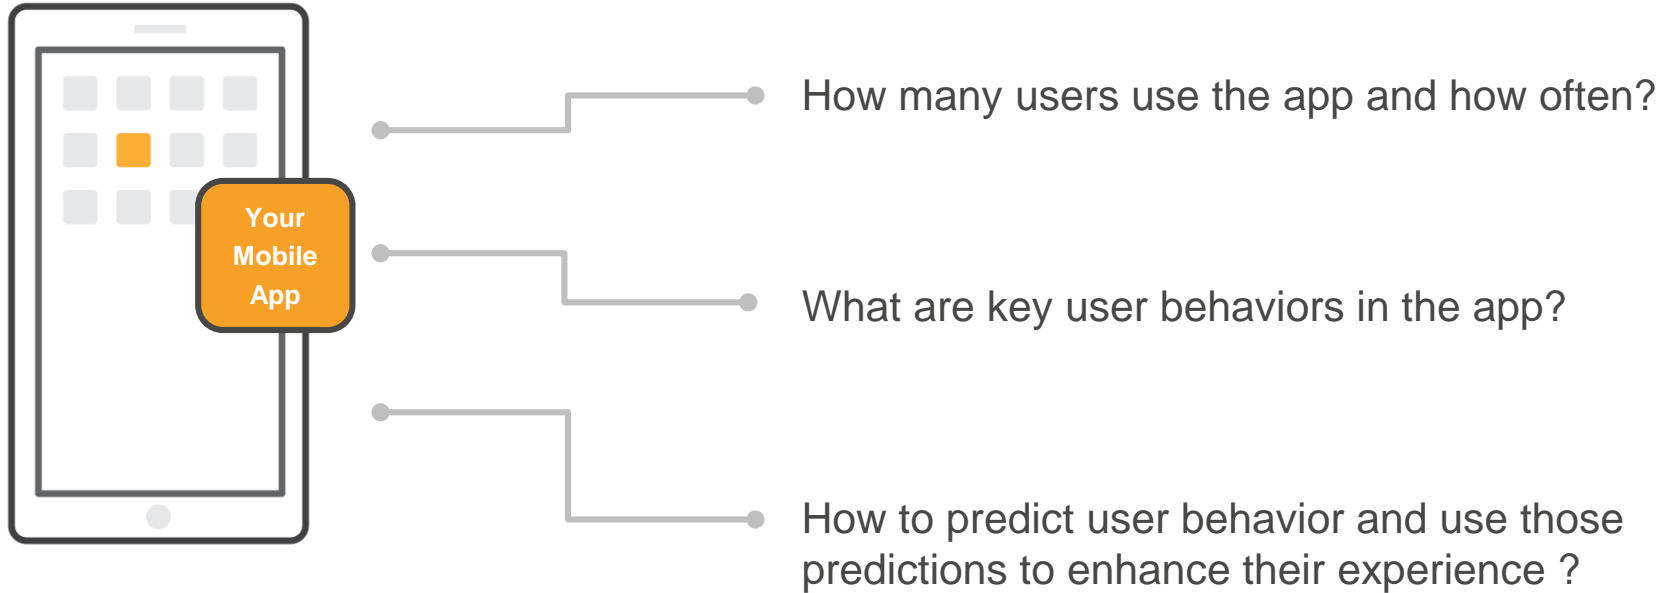 Your
Mobile
App
How many users use the app and how often?
What are key user behaviors in the app?
How to predict user behavior and use those
predictions to enhance their experience ?